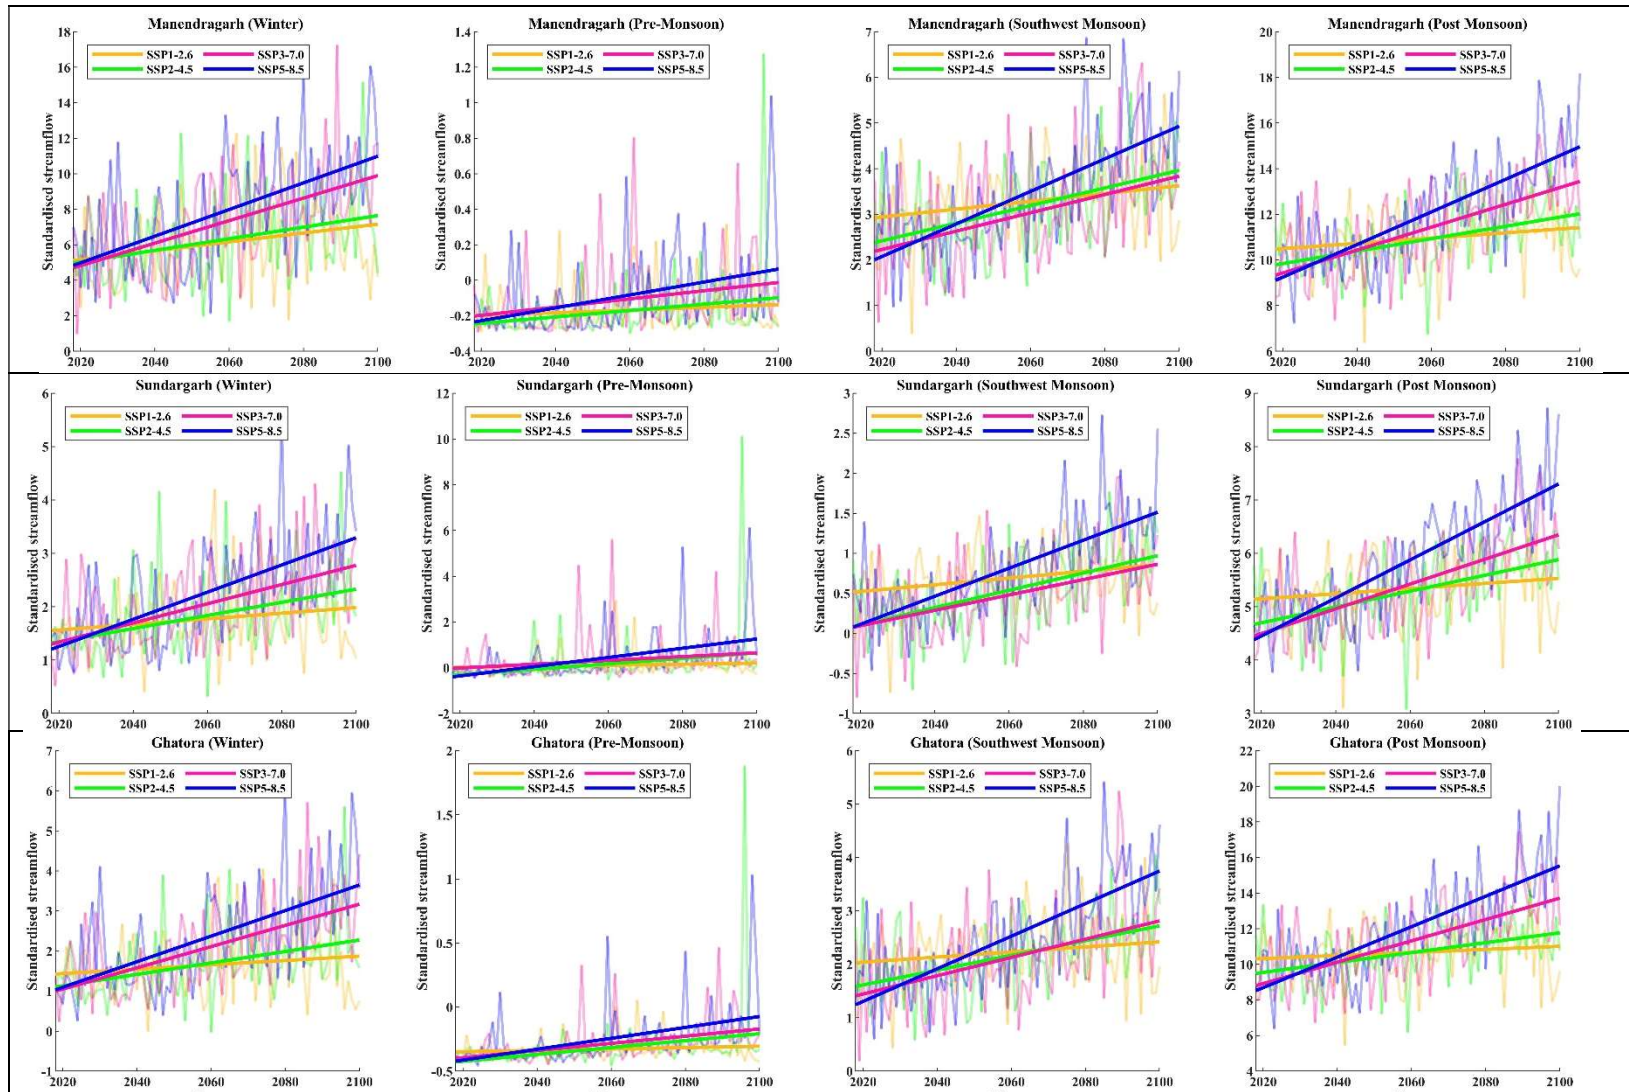 Manendragarh (Winter)
Standardised streamflow
18
16
14
12
10
8
6
4
2
0
SSP1-2.6 SSP3-7.0
SSP2-4.5 SSP5-8.5
2020 2040 2060 2080 2100
Manendragarh (Pre-Monsoon)
Standardised streamflow
1.4
1.2
1
0.8
0.6
0.4
0.2
0
-0.2
-0.4
SSP1-2.6 SSP3-7.0
SSP2-4.5 SSP5-8.5
2020 2040 2060 2080 2100
Manendragarh (Southwest Monsoon)
Standardised streamflow
7
6
5
4
3
2
1
0
SSP1-2.6 SSP3-7.0
SSP2-4.5 SSP5-8.5
2020 2040 2060 2080 2100
Manendragarh (Post Monsoon)
Standardised streamflow
20
18
16
14
12
10
8
6
SSP1-2.6 SSP3-7.0
SSP2-4.5 SSP5-8.5
2020 2040 2060 2080 2100
Sundargarh (Winter)
Standardised streamflow
6
5
4
3
2
1
0
SSP1-2.6 SSP3-7.0
SSP2-4.5 SSP5-8.5
2020 2040 2060 2080 2100
Sundargarh (Pre-Monsoon)
Standardised streamflow
12
10
8
6
4
2
0
-2
SSP1-2.6 SSP3-7.0
SSP2-4.5 SSP5-8.5
2020 2040 2060 2080 2100
Sundargarh (Southwest Monsoon)
Standardised streamflow
3
2.5
2
1.5
1
0.5
0
-0.5
-1
SSP1-2.6 SSP3-7.0
SSP2-4.5 SSP5-8.5
2020 2040 2060 2080 2100
Sundargarh (Post Monsoon)
Standardised streamflow
9
8
7
6
5
4
3
SSP1-2.6 SSP3-7.0
SSP2-4.5 SSP5-8.5
2020 2040 2060 2080 2100
Ghatora (Winter)
Standardised streamflow
7
6
5
4
3
2
1
0
-1
SSP1-2.6 SSP3-7.0
SSP2-4.5 SSP5-8.5
2020 2040 2060 2080 2100
Ghatora (Pre-Monsoon)
Standardised streamflow
2
1.5
1
0.5
0
-0.5
SSP1-2.6 SSP3-7.0
SSP2-4.5 SSP5-8.5
2020 2040 2060 2080 2100
Ghatora (Southwest Monsoon)
Standardised streamflow
6
5
4
3
2
1
0
SSP1-2.6 SSP3-7.0
SSP2-4.5 SSP5-8.5
2020 2040 2060 2080 2100
Ghatora (Post Monsoon)
Standardised streamflow
22
20
18
16
14
12
10
8
6
4
SSP1-2.6 SSP3-7.0
SSP2-4.5 SSP5-8.5
2020 2040 2060 2080 2100